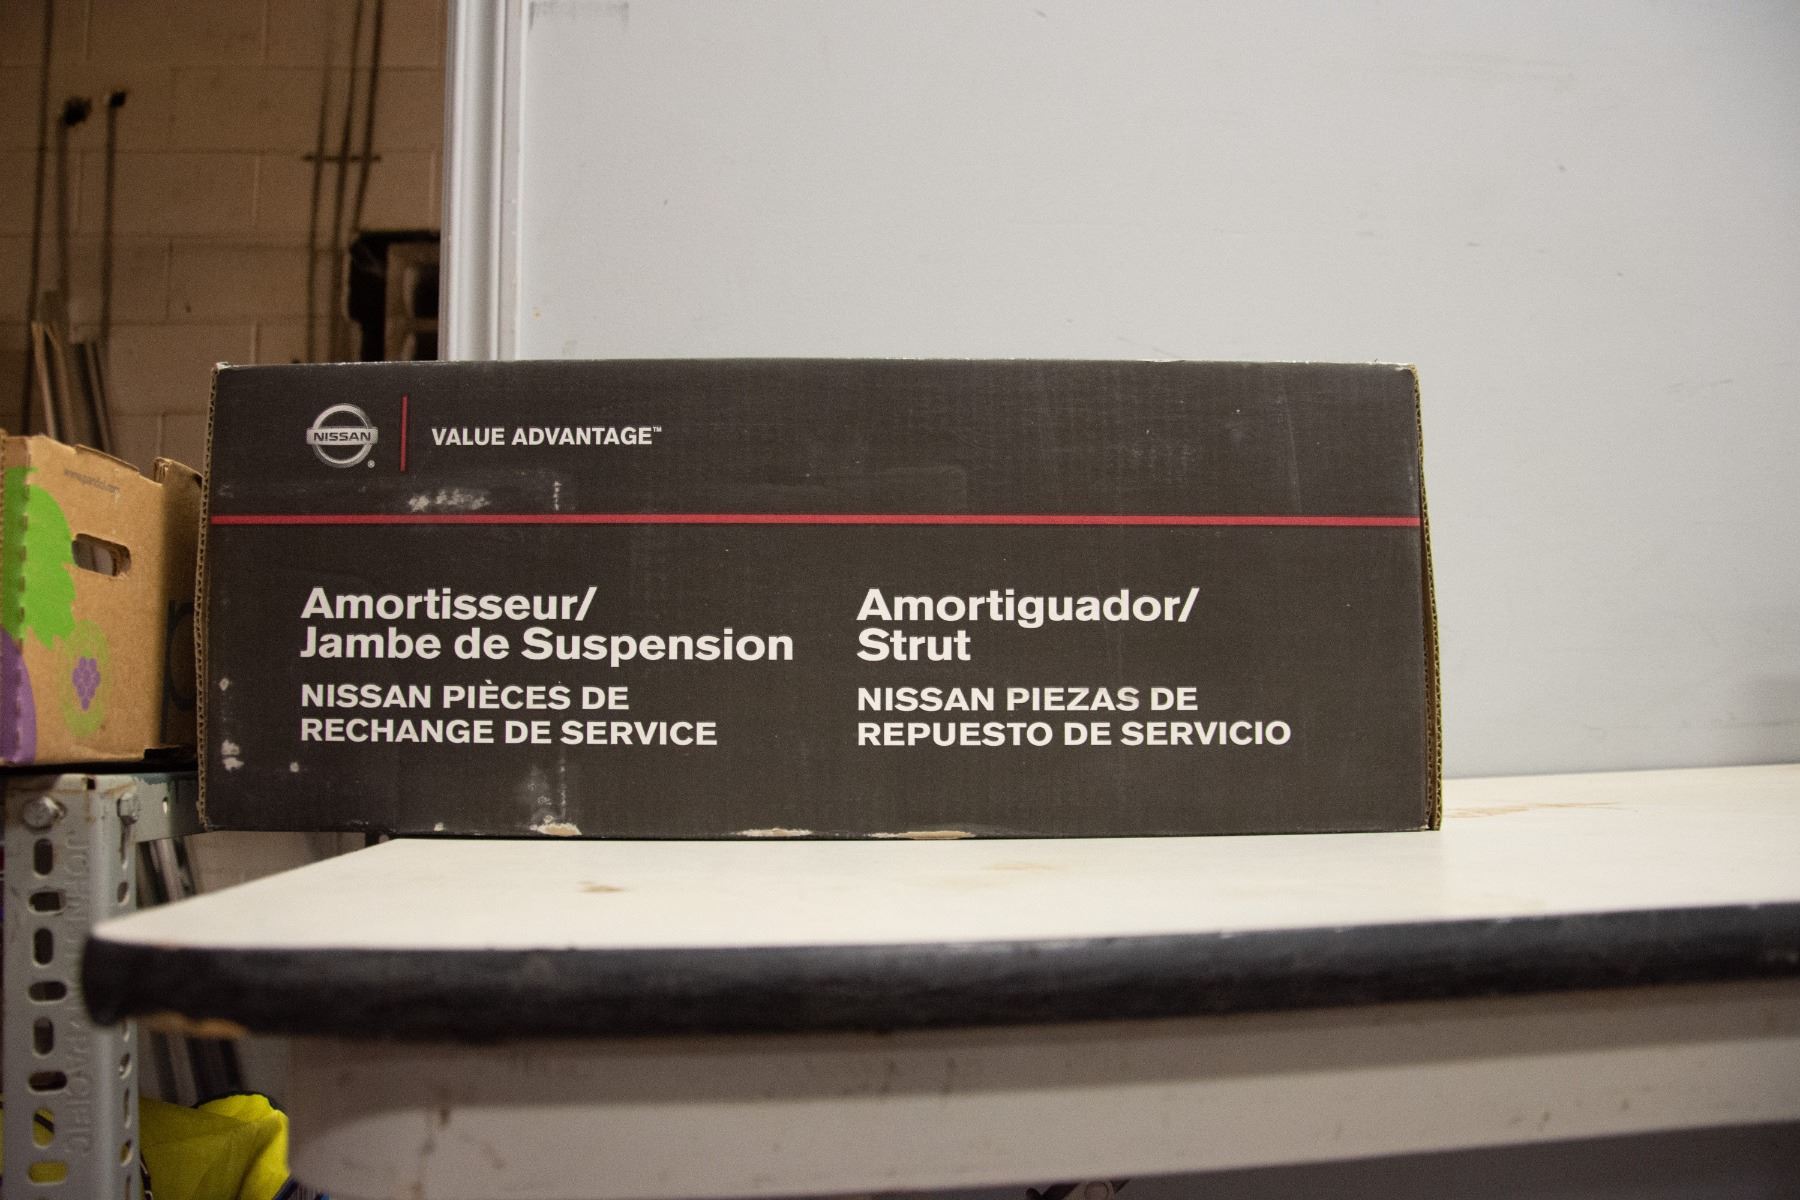 NISSAN
VALUE ADVANTAGE™
Amortisseur/
Jambe de Suspension
NISSAN PIÈCES DE
RECHANGE DE SERVICE
Amortiguador/
Strut
NISSAN PIEZAS DE
REPUESTO DE SERVICIO